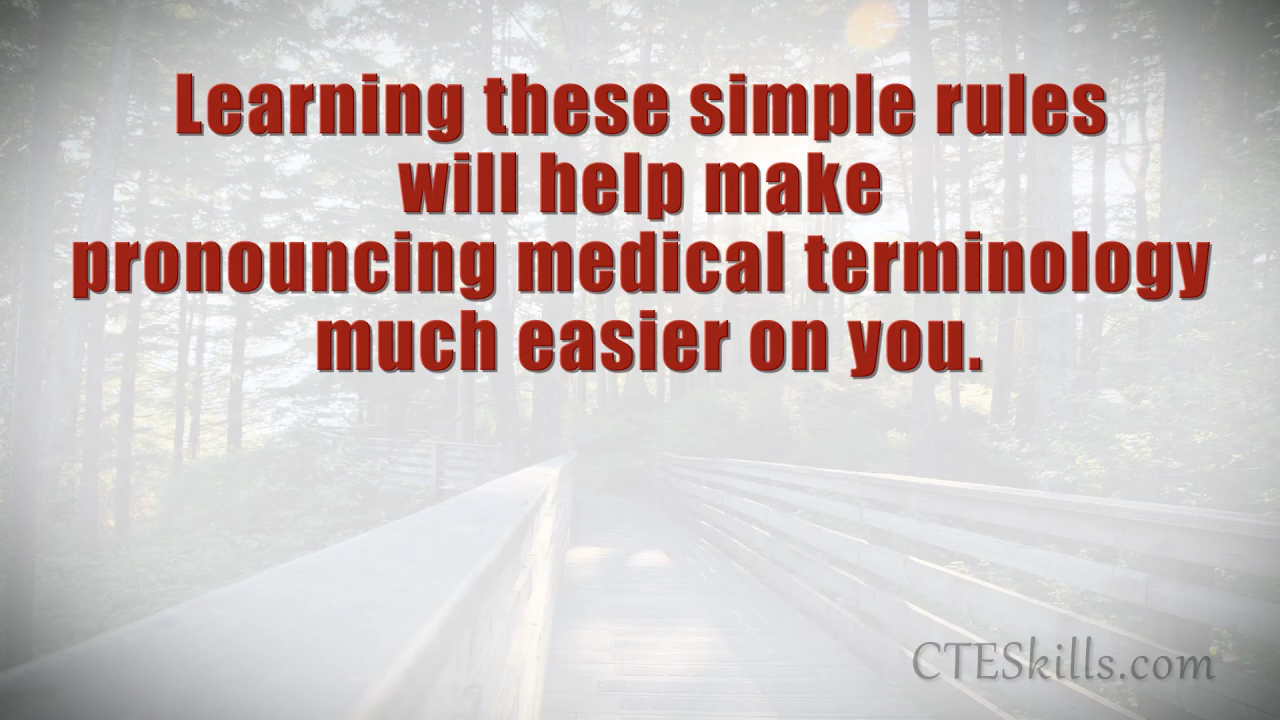 Learning these simple rules
will help make
pronouncing medical terminology
much easier on you.
CTESkills.com